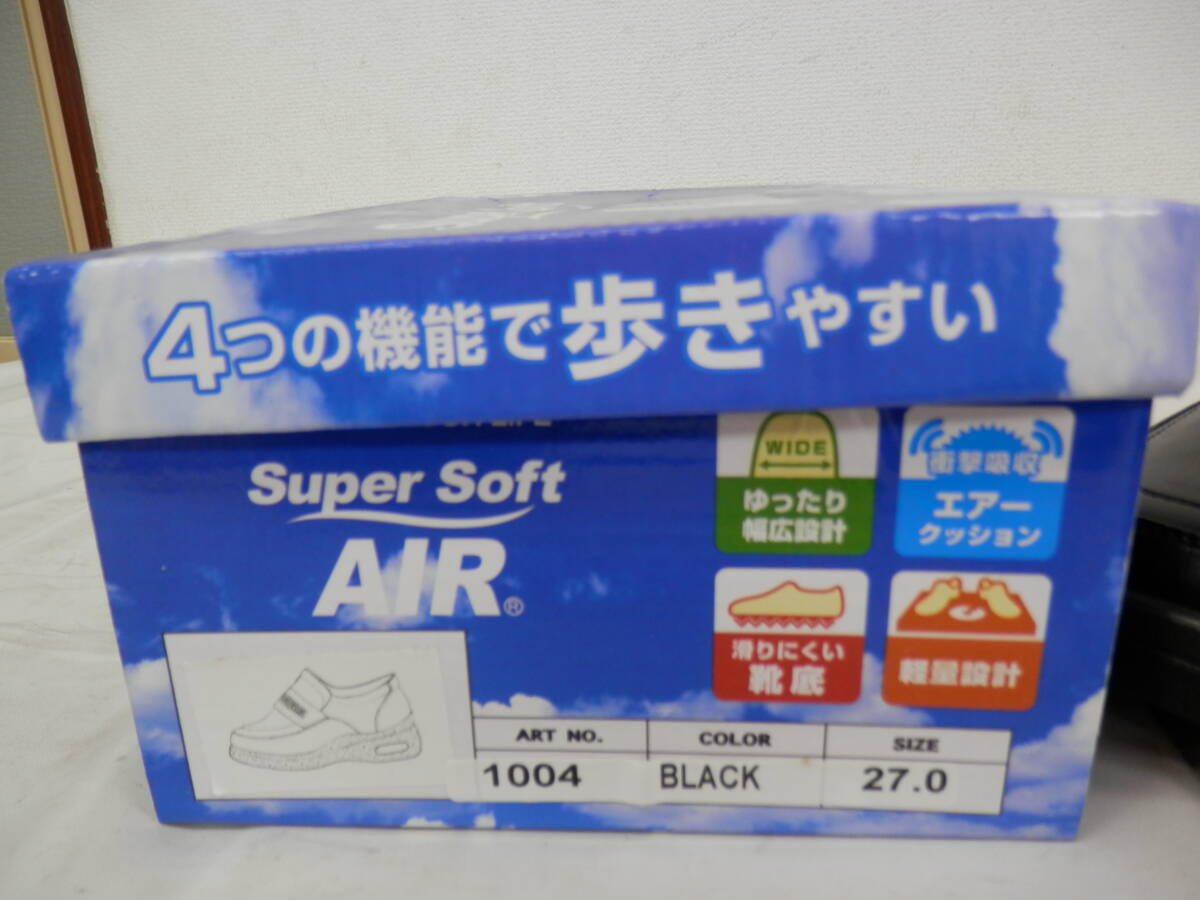 4つの機能で歩きやすい
Super Soft
AIR®
WIDE
ゆったり
幅広設計
衝撃吸収
エアー
クッション
滑りにくい
靴底
軽量設計
ART NO.
COLOR
SIZE
1004
BLACK
27.0